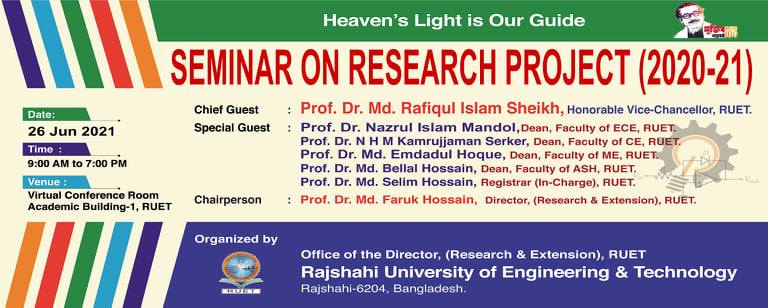 Heaven's Light is Our Guide
SEMINAR ON RESEARCH PROJECT (2020-21)
Date:
26 Jun 2021
Time :
9:00 AM to 7:00 PM
Venue :
Virtual Conference Room
Academic Building-1, RUET
Chief Guest : Prof. Dr. Md. Rafiqul Islam Sheikh, Honorable Vice-Chancellor, RUET.
Special Guest : Prof. Dr. Nazrul Islam Mandol, Dean, Faculty of ECE, RUET.
Prof. Dr. N H M Kamrujjaman Serker, Dean, Faculty of CE, RUET.
Prof. Dr. Md. Emdadul Hoque, Dean, Faculty of ME, RUET.
Prof. Dr. Md. Bellal Hossain, Dean, Faculty of ASH, RUET.
Prof. Dr. Md. Selim Hossain, Registrar (In-Charge), RUET.
Chairperson : Prof. Dr. Md. Faruk Hossain, Director, (Research & Extension), RUET.
Organized by
RUET
Office of the Director, (Research & Extension), RUET
Rajshahi University of Engineering & Technology
Rajshahi-6204, Bangladesh.